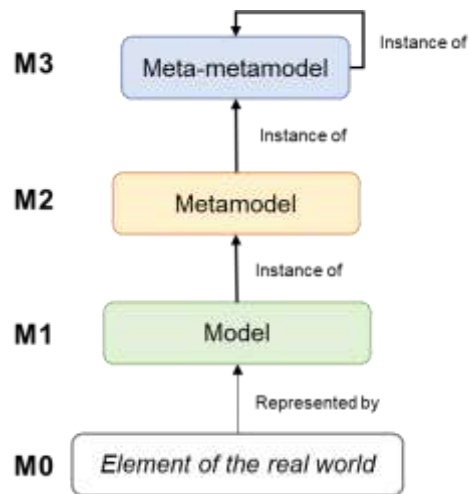 Instance of
M3
Meta-metamodel
Instance of
M2
Metamodel
Instance of
M1
Model
Represented by
M0
Element of the real world